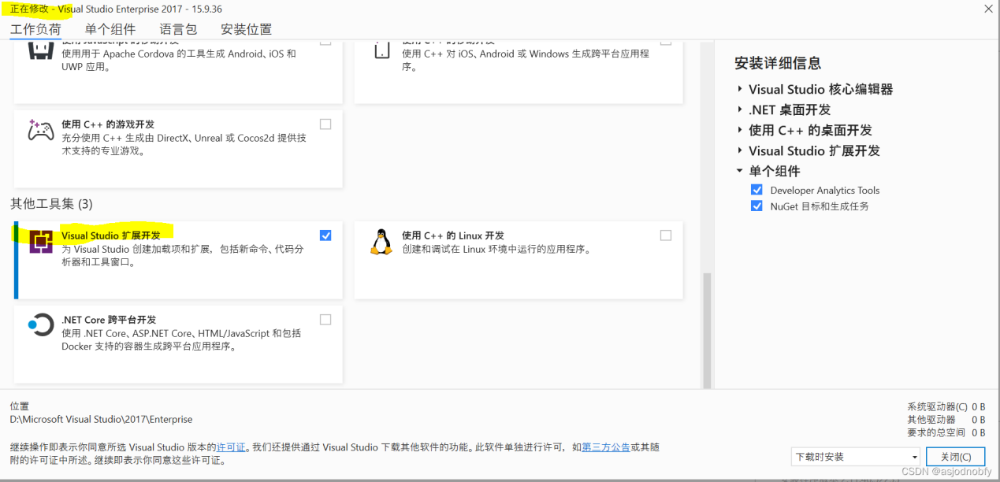 正在修改 - Visual Studio Enterprise 2017 - 15.9.36
工作负荷 单个组件 语言包 安装位置
使用用于 Apache Cordova 的工具生成 Android、iOS 和
UWP 应用。
使用 C++ 对 iOS、Android 或 Windows 生成跨平台应用程
序。
使用 C++ 的游戏开发
充分使用 C++ 生成由 DirectX、Unreal 或 Cocos2d 提供技
术支持的专业游戏。
其他工具集 (3)
Visual Studio 扩展开发
为 Visual Studio 创建加载项和扩展，包括新命令、代码分
析器和工具窗口。
使用 C++ 的 Linux 开发
创建和调试在 Linux 环境中运行的应用程序。
.NET Core 跨平台开发
使用 .NET Core、ASP.NET Core、HTML/JavaScript 和包括
Docker 支持的容器生成跨平台应用程序。
安装详细信息
Visual Studio 核心编辑器
.NET 桌面开发
使用 C++ 的桌面开发
Visual Studio 扩展开发
单个组件
Developer Analytics Tools
NuGet 目标和生成任务
位置
D:\Microsoft Visual Studio\2017\Enterprise
继续操作即表示你同意所选 Visual Studio 版本的许可证。我们还提供通过 Visual Studio 下载其他软件的功能。此软件单独进行许可，如第三方公告或其随
附的许可证中所述。继续即表示你同意这些许可证。
系统驱动器(C) 0 B
其他驱动器 0 B
要求的总空间 0 B
下载时安装 关闭(C)
CSDN @asjodnobfy